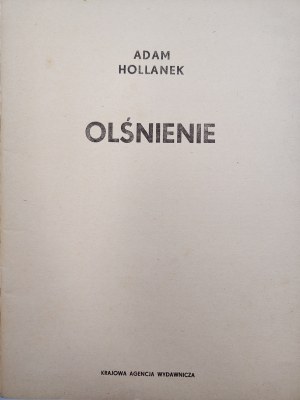 ADAM
HOLLANEK
OLŚNIENIE
KRAJOWA AGENCJA WYDAWNICZA